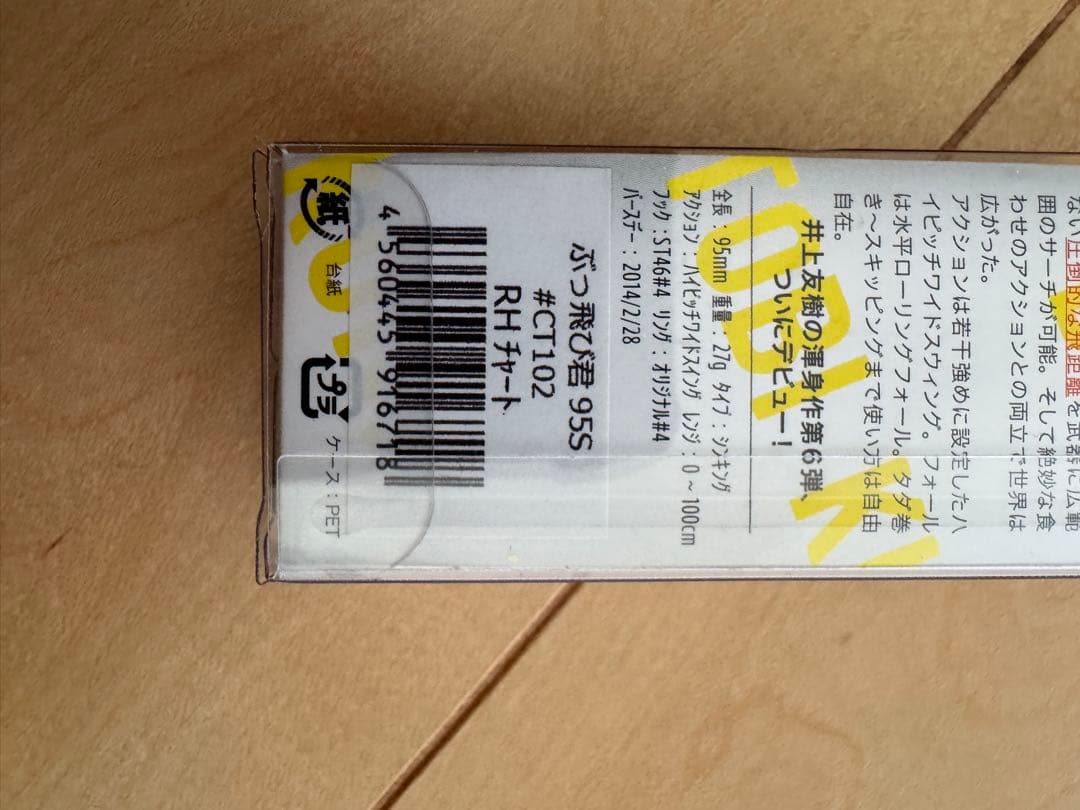 ない圧倒的な飛距離を武器に広範
囲のサーチが可能。そして絶妙な食
わせのアクションとの両立で世界は
広がった。
アクションは若干強めに設定したハ
イピッチワイドスウィング。フォール
は水平ローリングフォール。タダ巻
き〜スキッピングまで使い方は自由
自在。
井上友樹の渾身作第6弾、
ついにデビュー!
全長:95mm 重量:27g タイプ:シンキング
アクション:ハイピッチワイドスイング レンジ:0~100cm
フック:ST46#4 リング:オリジナル#4
バースデー:2014/2/28
ぶっ飛び君 95S
#CT102
RH チャート
4 560445 916718
紙 台紙
プラ ケース:PET
TOBIK